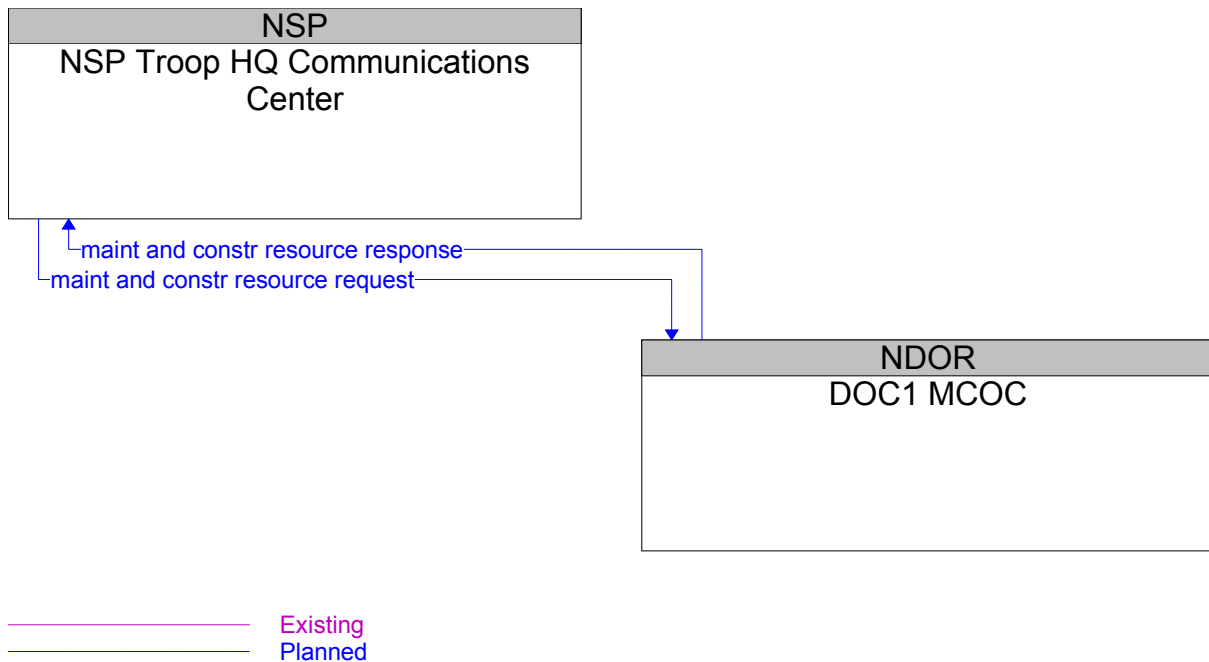 NSP
NSP Troop HQ Communications
Center
maint and constr resource response
maint and constr resource request
NDOR
DOC1 MCOC
Existing
Planned